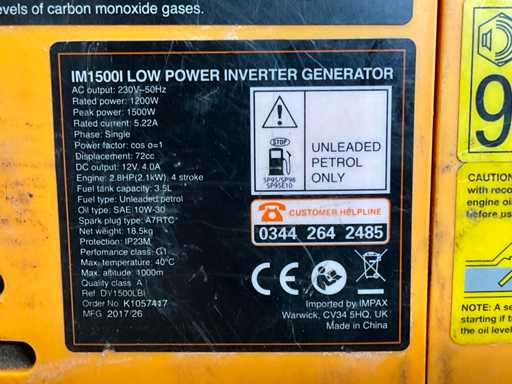 evels of carbon monoxide gases.
IM1500I LOW POWER INVERTER GENERATOR
AC output: 230V~50Hz
Rated power: 1200W
Peak power: 1500W
Rated current: 5.22A
Phase: Single
Power factor: cos o=1
Displacement: 72cc
DC output: 12V, 4.0A
Engine: 2.8HP(2.1kW), 4 stroke
Fuel tank capacity: 3.5L
Fuel type: Unleaded petrol
Oil type: SAE 10W-30
Spark plug type: A7RTC
Net weight: 18.5kg
Protection: IP23M
Perfomance class: G1
Max. temperature: 40°C
Max. altitude: 1000m
Quality class: A
Ref: DY1500LBI
Order No: K1057417
MFG 2017/26
STOP
SP95/SP98
SP95E10
UNLEADED
PETROL
ONLY
CUSTOMER HELPLINE
0344 264 2485
CE
Imported by IMPAX
Warwick, CV34 5HQ, UK
Made in China
9
CAUTION
with reco
engine oil
before us
NOTE: A se
starting if t
the oil level